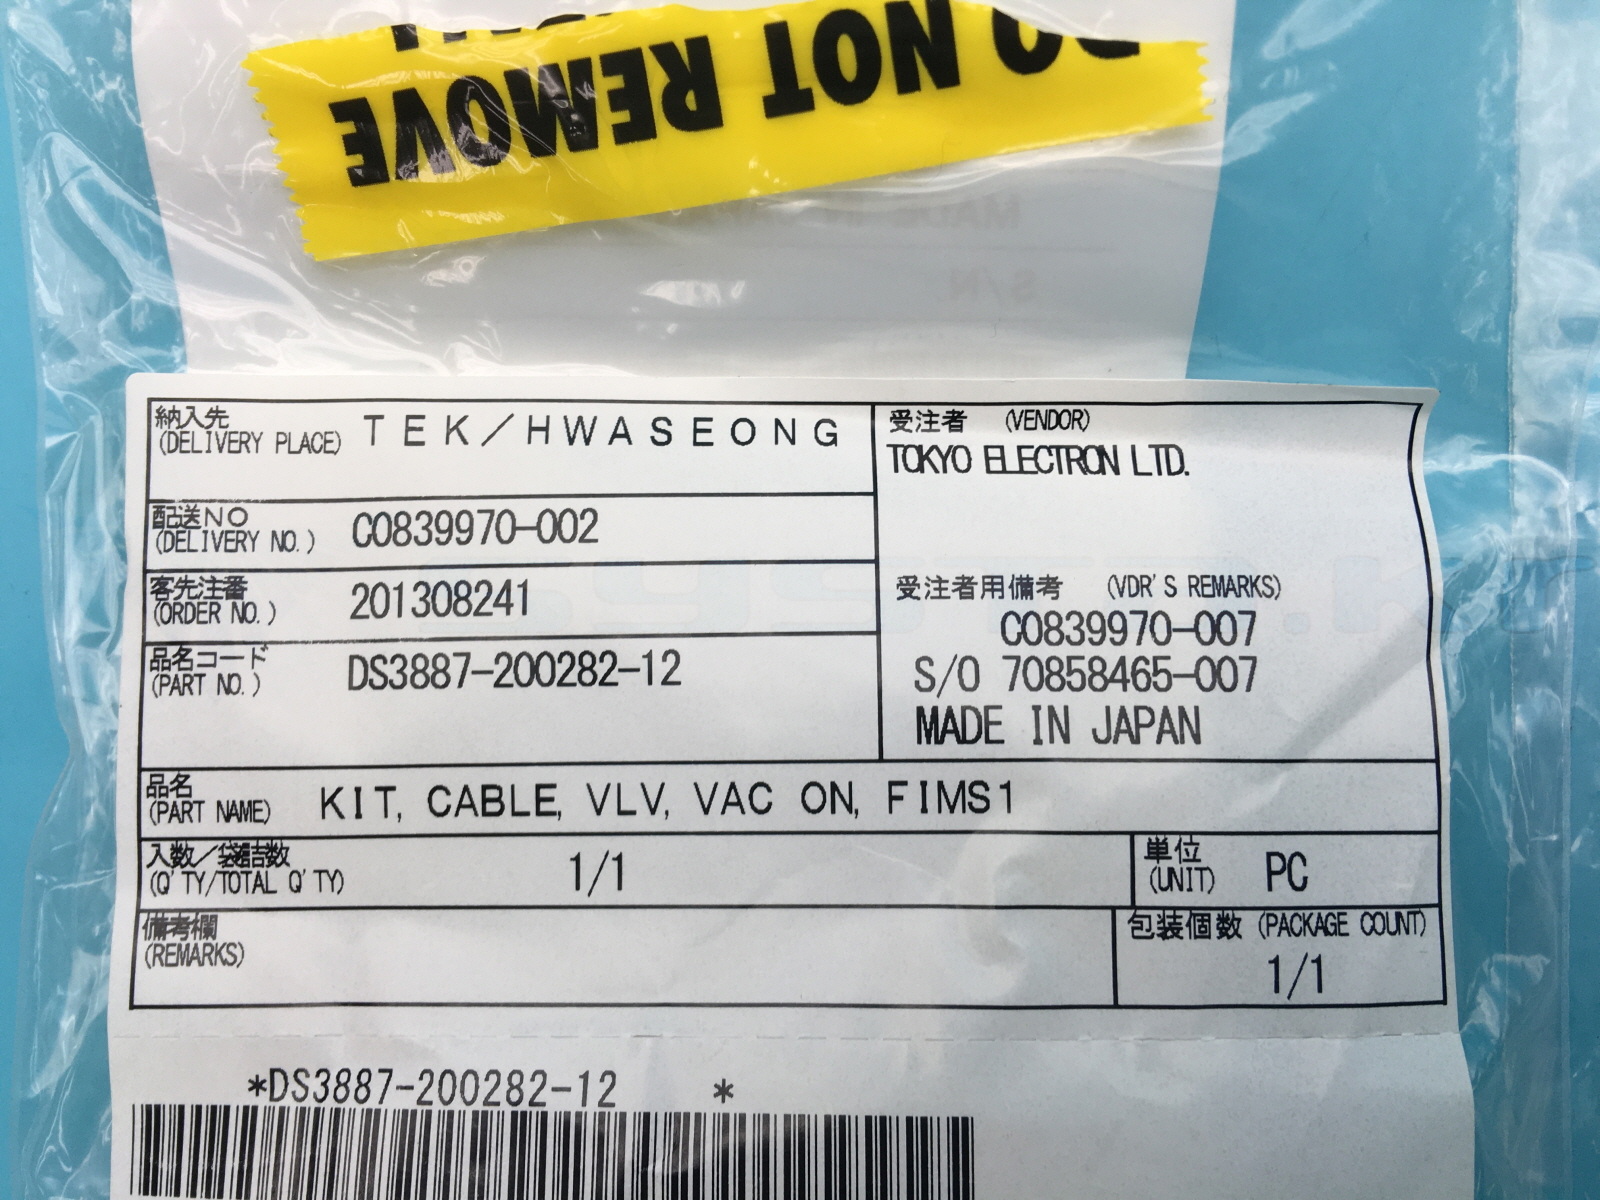 DO NOT REMOVE
MADE IN
S/N
納入先
(DELIVERY PLACE) TEK/HWASEONG
受注者 (VENDOR)
TOKYO ELECTRON LTD.
配送NO
(DELIVERY NO.) C0839970-002
客先注番
(ORDER NO.) 201308241
品名コード
(PART NO.) DS3887-200282-12
受注者用備考 (VDR'S REMARKS)
C0839970-007
S/O 70858465-007
MADE IN JAPAN
品名
(PART NAME) KIT, CABLE, VLV, VAC ON, FIMS1
入数/袋詰数
(Q'TY/TOTAL Q'TY) 1/1
単位
(UNIT) PC
備考欄
(REMARKS)
包装個数 (PACKAGE COUNT)
1/1
*DS3887-200282-12 *